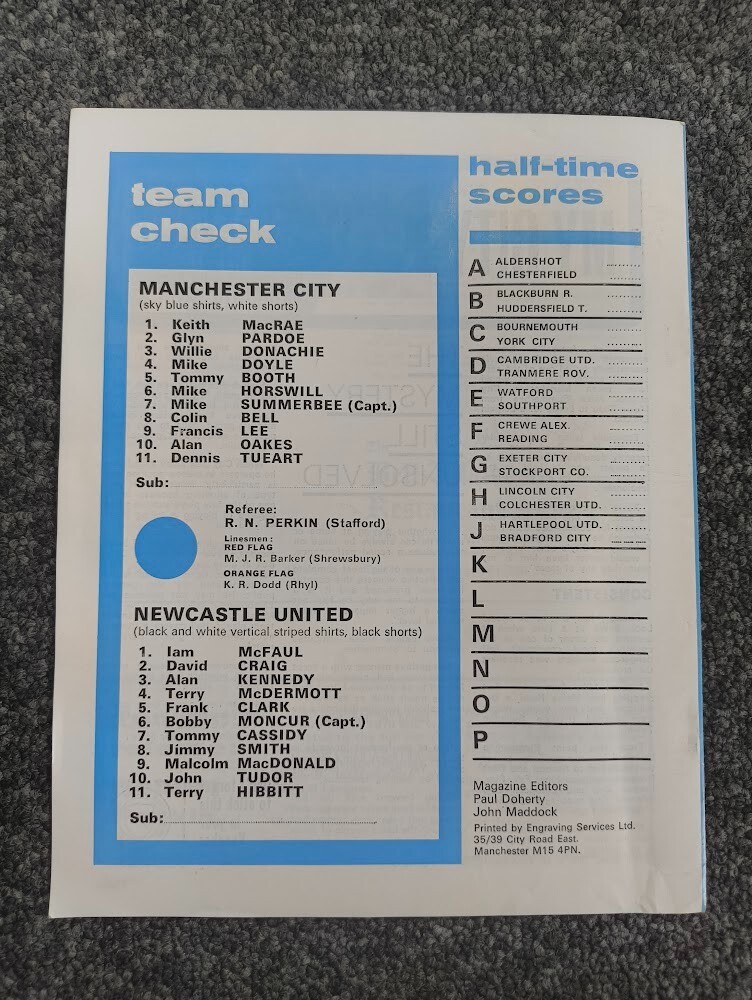 team
check
MANCHESTER CITY
(sky blue shirts, white shorts)
1. Keith MacRAE
2. Glyn PARDOE
3. Willie DONACHIE
4. Mike DOYLE
5. Tommy BOOTH
6. Mike HORSWILL
7. Mike SUMMERBEE (Capt.)
8. Colin BELL
9. Francis LEE
10. Alan OAKES
11. Dennis TUEART
Sub:
Referee:
R. N. PERKIN (Stafford)
Linesmen:
RED FLAG
M. J. R. Barker (Shrewsbury)
ORANGE FLAG
K. R. Dodd (Rhyl)
NEWCASTLE UNITED
(black and white vertical striped shirts, black shorts)
1. Iam McFAUL
2. David CRAIG
3. Alan KENNEDY
4. Terry McDERMOTT
5. Frank CLARK
6. Bobby MONCUR (Capt.)
7. Tommy CASSIDY
8. Jimmy SMITH
9. Malcolm MacDONALD
10. John TUDOR
11. Terry HIBBITT
Sub:
half-time
scores
A ALDERSHOT
CHESTERFIELD
B BLACKBURN R.
HUDDERSFIELD T.
C BOURNEMOUTH
YORK CITY
D CAMBRIDGE UTD.
TRANMERE ROV.
E WATFORD
SOUTHPORT
F CREWE ALEX.
READING
G EXETER CITY
STOCKPORT CO.
H LINCOLN CITY
COLCHESTER UTD.
J HARTLEPOOL UTD.
BRADFORD CITY
K
L
M
N
O
P
Magazine Editors
Paul Doherty
John Maddock
Printed by Engraving Services Ltd.
35/39 City Road East.
Manchester M15 4PN.